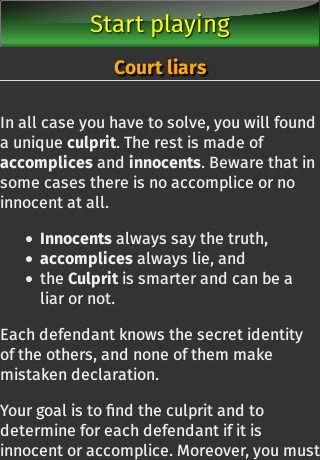 Start playing
Court liars
In all case you have to solve, you will found
a unique culprit. The rest is made of
accomplices and innocents. Beware that in
some cases there is no accomplice or no
innocent at all.
• Innocents always say the truth,
• accomplices always lie, and
• the Culprit is smarter and can be a
liar or not.
Each defendant knows the secret identity
of the others, and none of them make
mistaken declaration.
Your goal is to find the culprit and to
determine for each defendant if it is
innocent or accomplice. Moreover, you must